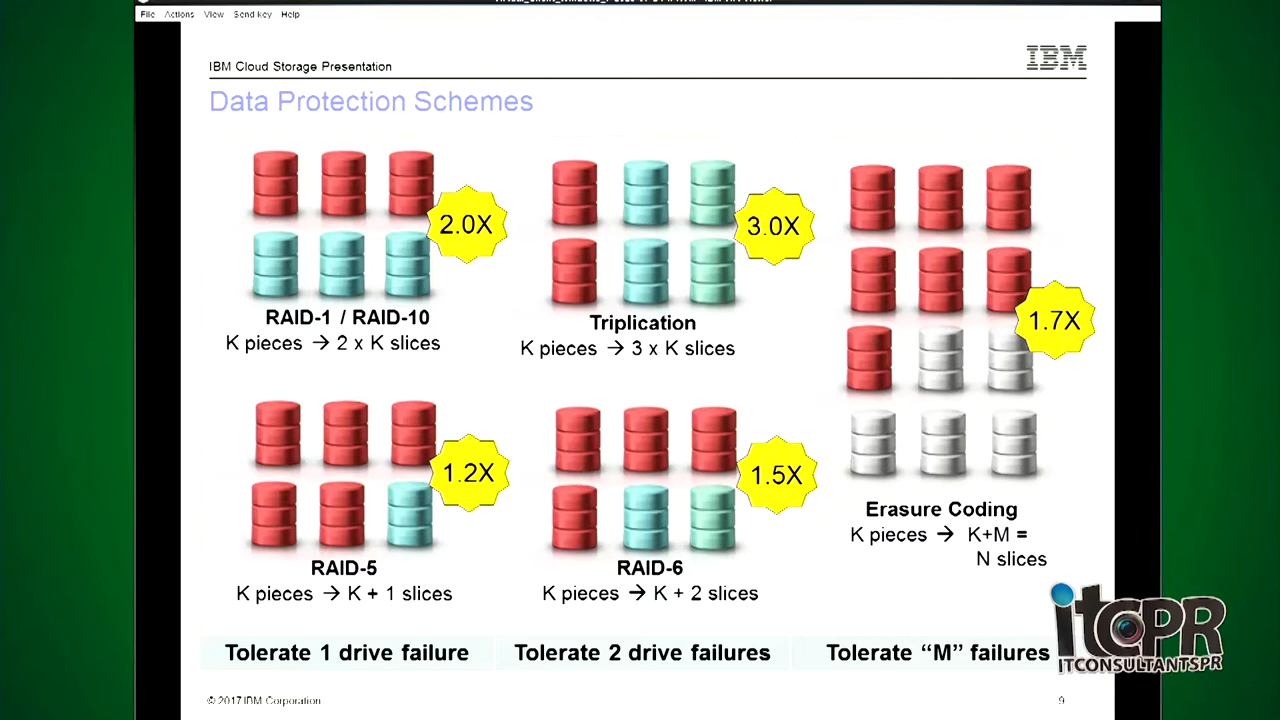 File Actions View Send key Help
IBM Cloud Storage Presentation
IBM
Data Protection Schemes
2.0X
RAID-1 / RAID-10
K pieces → 2 x K slices
3.0X
Triplication
K pieces → 3 x K slices
1.7X
Erasure Coding
K pieces → K+M =
N slices
1.2X
RAID-5
K pieces → K + 1 slices
1.5X
RAID-6
K pieces → K + 2 slices
Tolerate 1 drive failure
Tolerate 2 drive failures
Tolerate “M” failures
itCPR
ITCONSULTANTSPR
© 2017 IBM Corporation
9